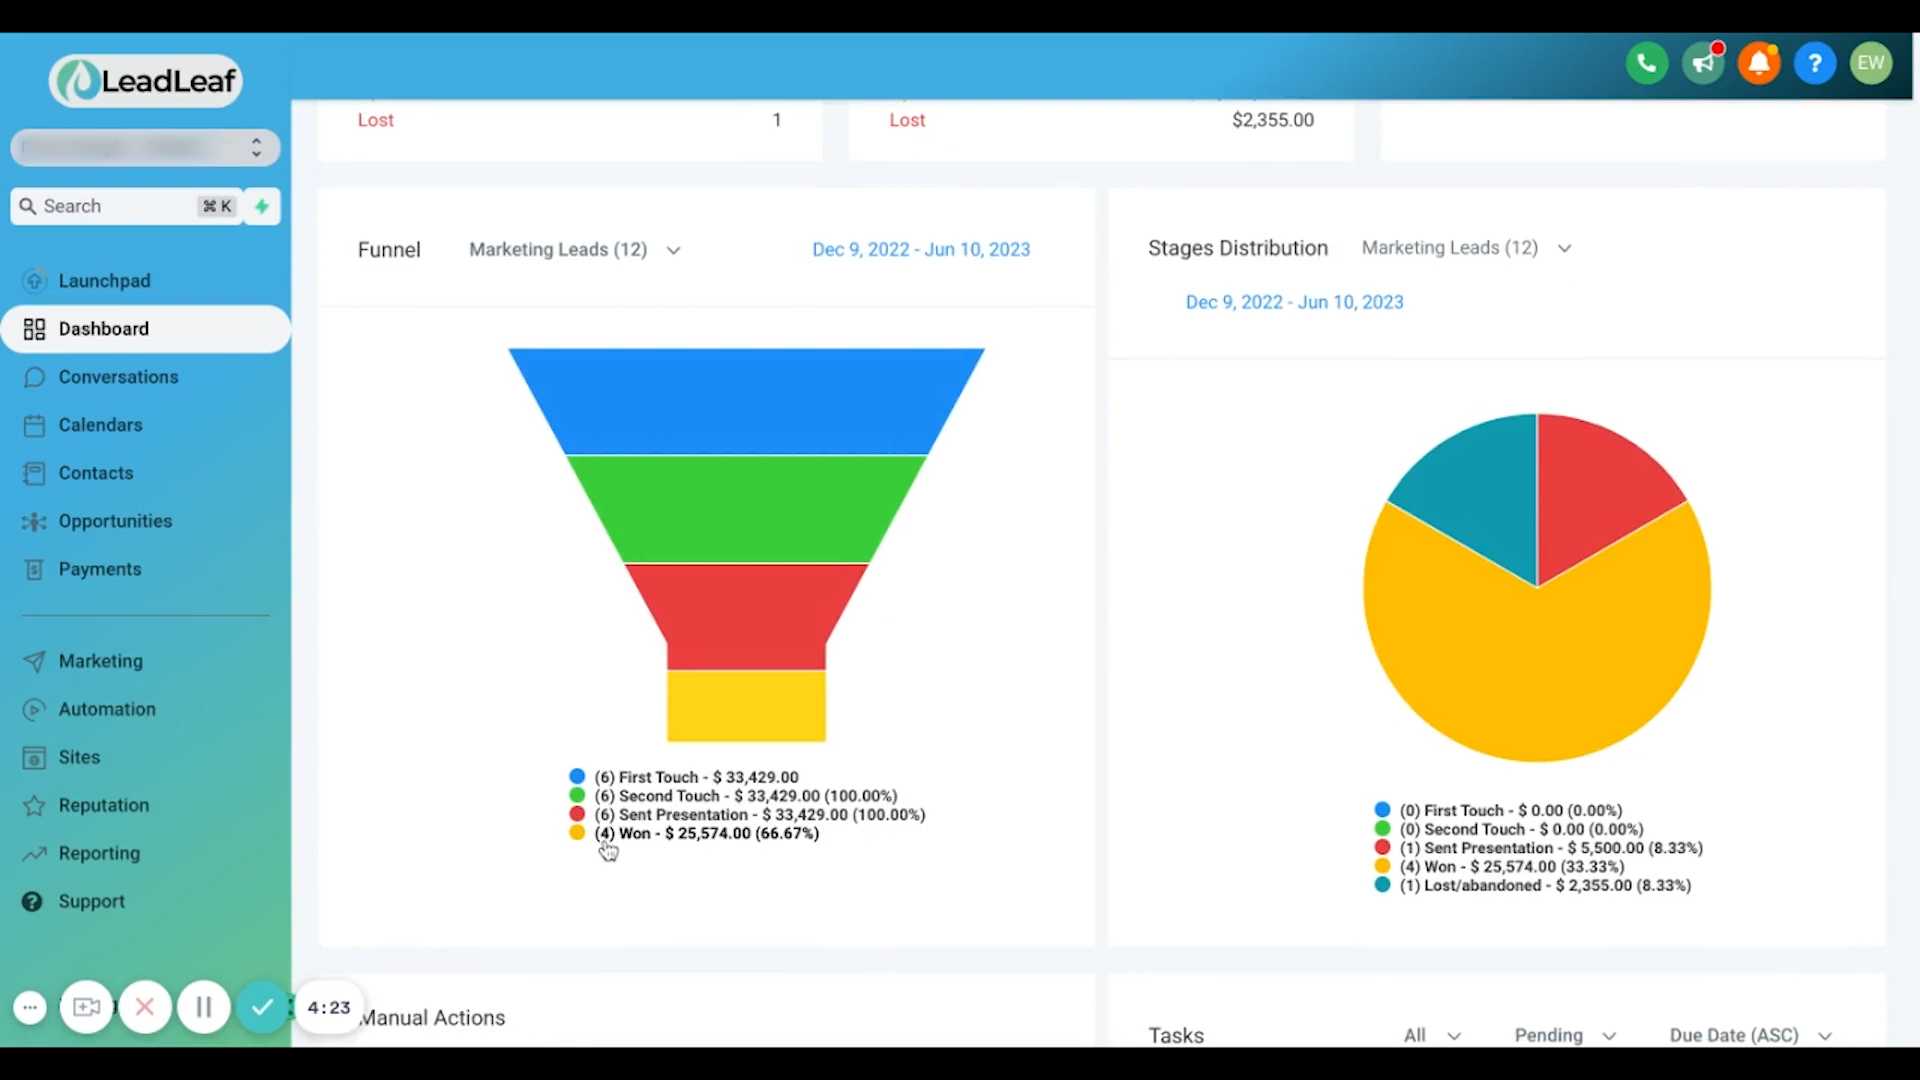 LeadLeaf
EW
Search
⌘ K
Launchpad
Dashboard
Conversations
Calendars
Contacts
Opportunities
Payments
Marketing
Automation
Sites
Reputation
Reporting
Support
4:23
Lost 1
Lost $2,355.00
Funnel Marketing Leads (12) Dec 9, 2022 - Jun 10, 2023
(6) First Touch - $ 33,429.00
(6) Second Touch - $ 33,429.00 (100.00%)
(6) Sent Presentation - $ 33,429.00 (100.00%)
(4) Won - $ 25,574.00 (66.67%)
Stages Distribution Marketing Leads (12)
Dec 9, 2022 - Jun 10, 2023
(0) First Touch - $ 0.00 (0.00%)
(0) Second Touch - $ 0.00 (0.00%)
(1) Sent Presentation - $ 5,500.00 (8.33%)
(4) Won - $ 25,574.00 (33.33%)
(1) Lost/abandoned - $ 2,355.00 (8.33%)
Manual Actions
Tasks All Pending Due Date (ASC)